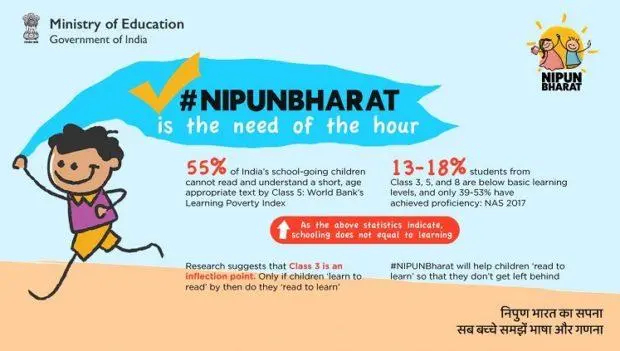 Ministry of Education
Government of India
NIPUN
BHARAT
#NIPUNBHARAT
is the need of the hour
55% of India's school-going children
cannot read and understand a short, age
appropriate text by Class 5: World Bank's
Learning Poverty Index
13-18% students from
Class 3, 5, and 8 are below basic learning
levels, and only 39-53% have
achieved proficiency: NAS 2017
As the above statistics indicate,
schooling does not equal to learning
Research suggests that Class 3 is an
inflection point. Only if children 'learn to
read' by then do they 'read to learn'
#NIPUNBharat will help children 'read to
learn' so that they don't get left behind
निपुण भारत का सपना
सब बच्चे समझें भाषा और गणना